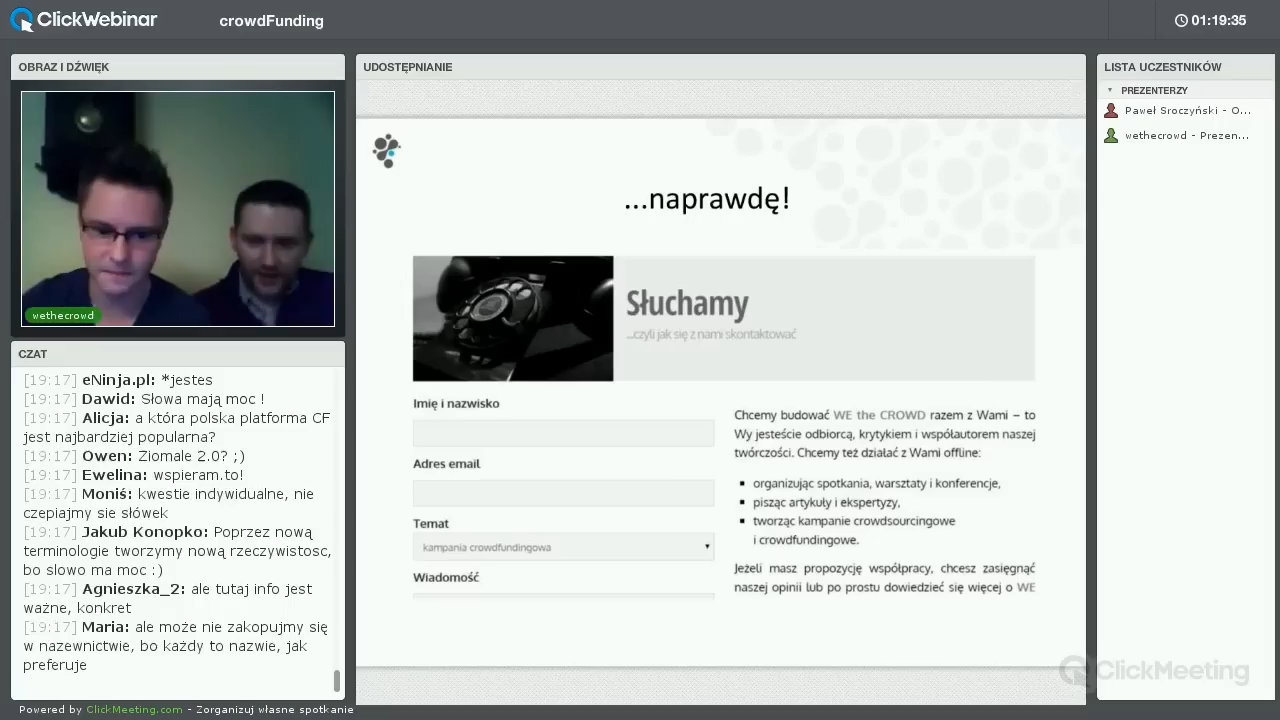 ClickWebinar
crowdFunding
01:19:35
OBRAZ I DŹWIĘK
wethecrowd
CZAT
[19:17] eNinja.pl: *jestes
[19:17] Dawid: Słowa mają moc !
[19:17] Alicja: a która polska platforma CF
jest najbardziej popularna?
[19:17] Owen: Ziomale 2.0? ;)
[19:17] Ewelina: wspieram.to!
[19:17] Moniś: kwestie indywidualne, nie
czepiajmy sie słówek
[19:17] Jakub Konopko: Poprzez nową
terminologie tworzymy nową rzeczywistosc,
bo slowo ma moc :)
[19:17] Agnieszka_2: ale tutaj info jest
ważne, konkret
[19:17] Maria: ale może nie zakopujmy się
w nazewnictwie, bo każdy to nazwie, jak
preferuje
Powered by ClickMeeting.com - Zorganizuj własne spotkanie
UDOSTĘPNIANIE
...naprawdę!
Słuchamy
...czyli jak się z nami skontaktować
Imię i nazwisko
Adres email
Temat
kampania crowdfundingowa
Wiadomość
Chcemy budować WE the CROWD razem z Wami – to
Wy jesteście odbiorcą, krytykiem i współautorem naszej
twórczości. Chcemy też działać z Wami offline:
▪ organizując spotkania, warsztaty i konferencje,
▪ pisząc artykuły i ekspertyzy,
▪ tworząc kampanie crowdsourcingowe
i crowdfundingowe.
Jeżeli masz propozycję współpracy, chcesz zasięgnąć
naszej opinii lub po prostu dowiedzieć się więcej o WE
ClickMeeting
LISTA UCZESTNIKÓW
PREZENTERZY
Paweł Sroczyński - O...
wethecrowd - Prezen...